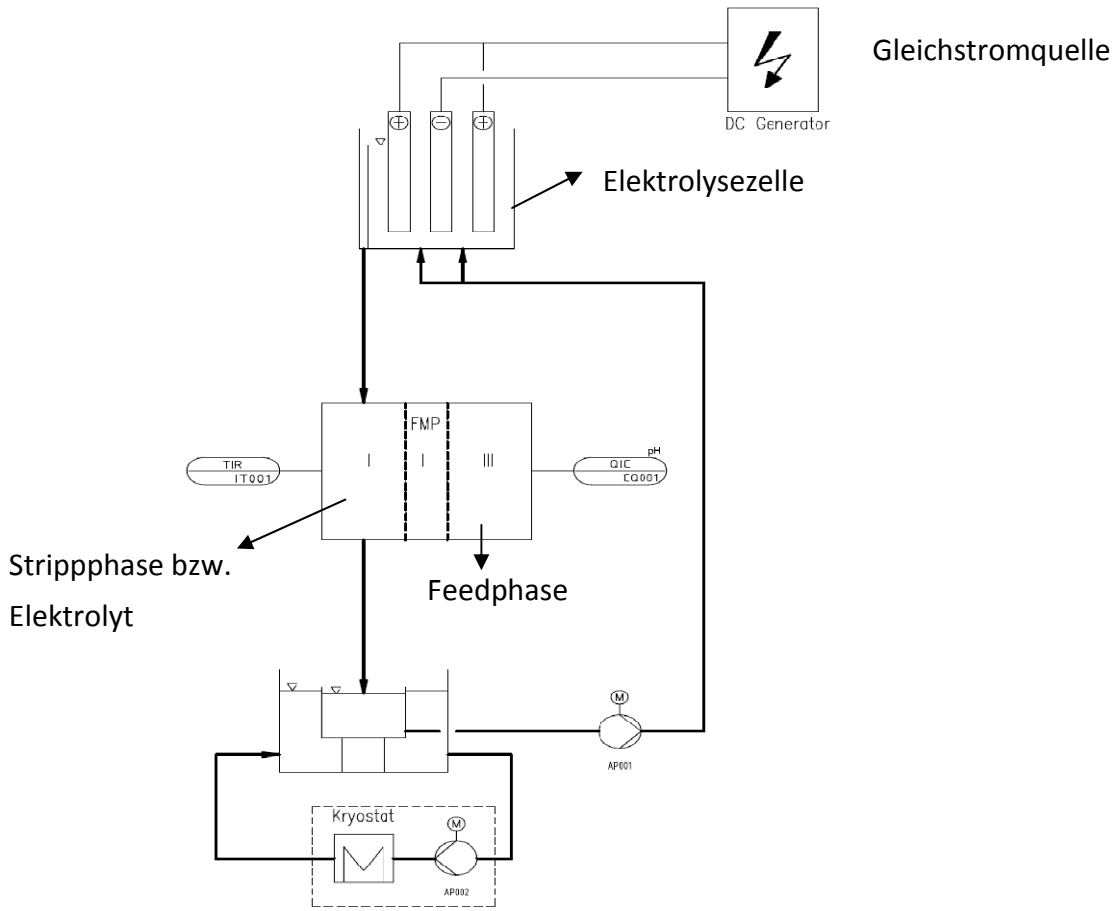 Gleichstromquelle
DC Generator
+ − +
Elektrolysezelle
FMP
I I III
TIR
IT001
pH
QIC
CQ001
Strippphase bzw.
Elektrolyt
Feedphase
M
AP001
Kryostat
M
AP002